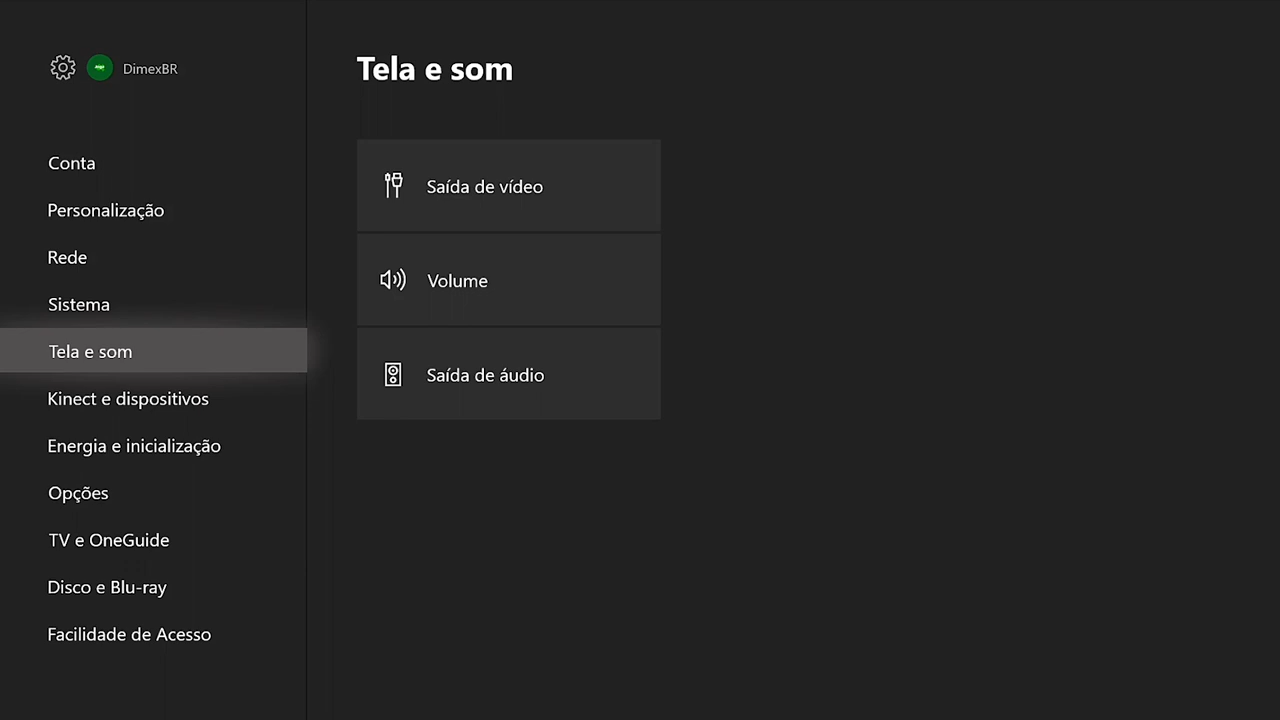 DimexBR
Conta
Personalização
Rede
Sistema
Tela e som
Kinect e dispositivos
Energia e inicialização
Opções
TV e OneGuide
Disco e Blu-ray
Facilidade de Acesso
Tela e som
Saída de vídeo
Volume
Saída de áudio